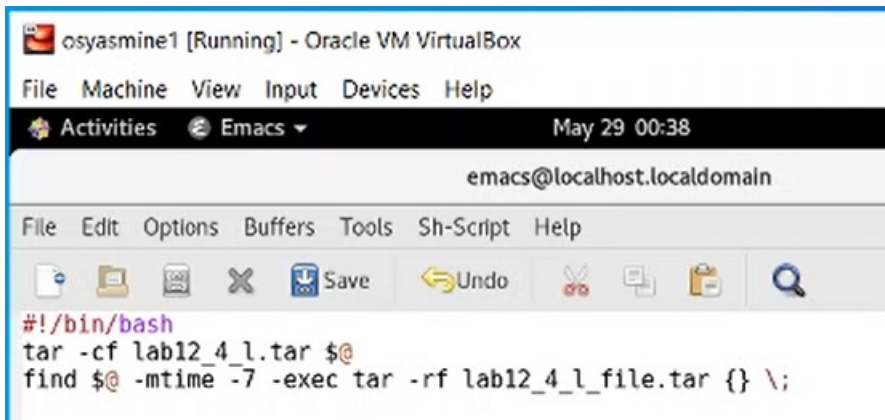 osyasmine1 [Running] - Oracle VM VirtualBox
File Machine View Input Devices Help
Activities Emacs May 29 00:38
emacs@localhost.localdomain
File Edit Options Buffers Tools Sh-Script Help
Save Undo
#!/bin/bash
tar -cf lab12_4_l.tar $@
find $@ -mtime -7 -exec tar -rf lab12_4_l_file.tar {} \;